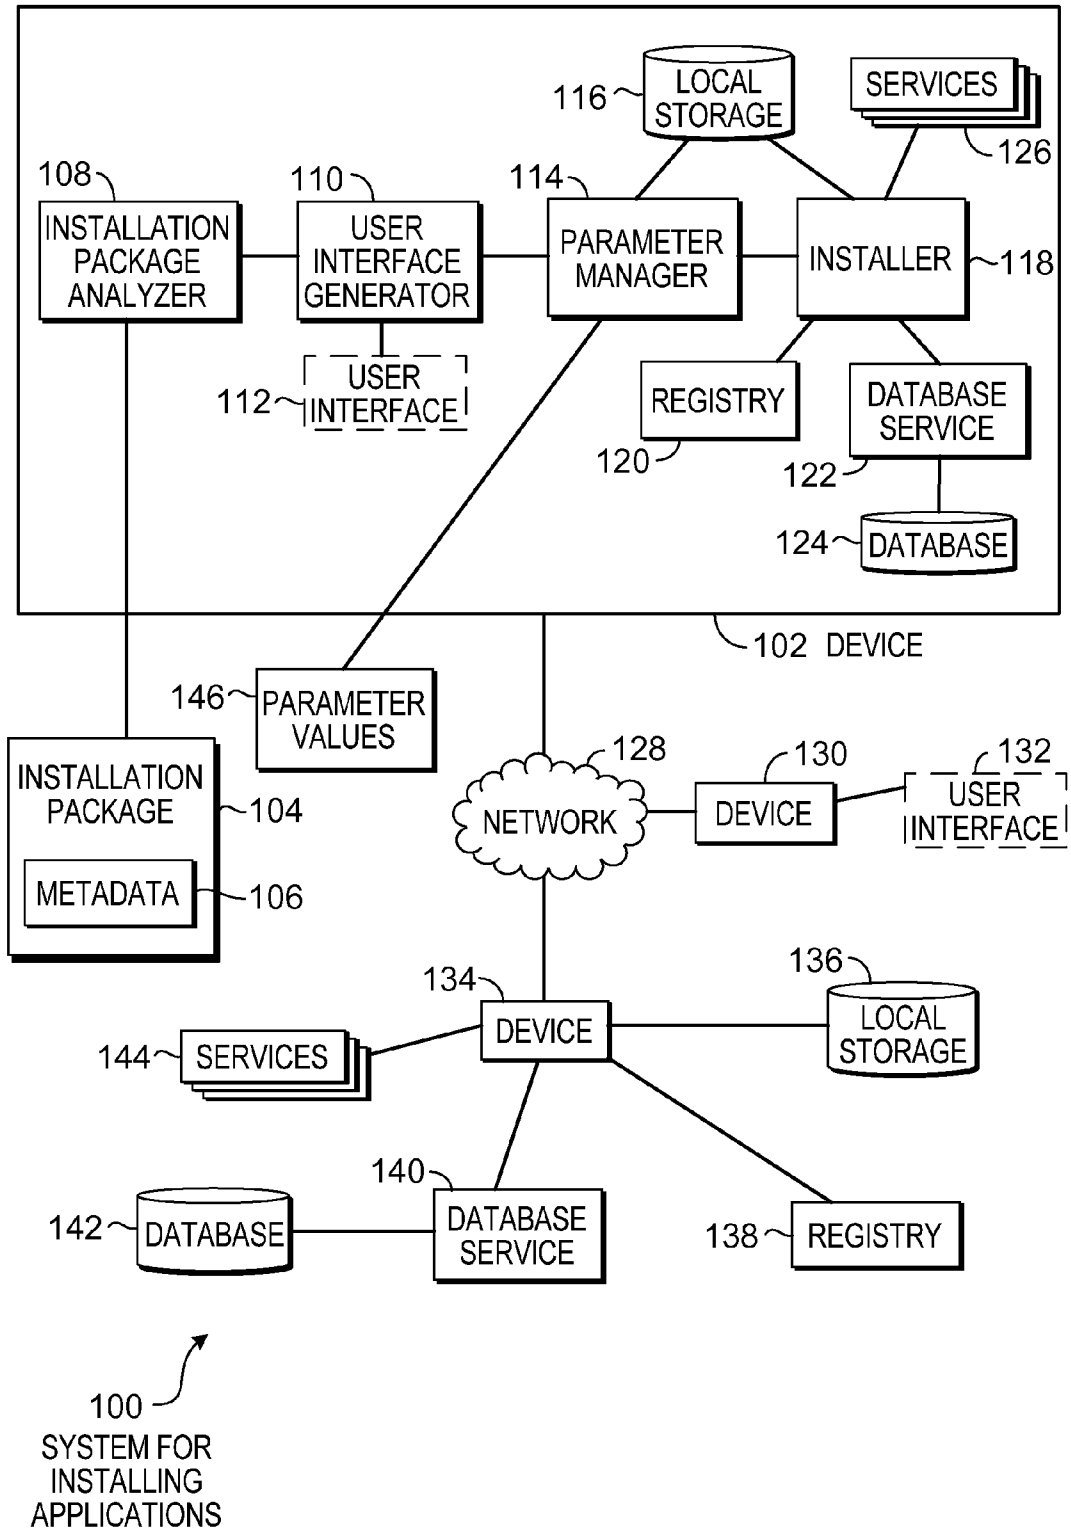 LOCAL
STORAGE
116
SERVICES
126
108
INSTALLATION
PACKAGE
ANALYZER
110
USER
INTERFACE
GENERATOR
114
PARAMETER
MANAGER
INSTALLER
118
112
USER
INTERFACE
REGISTRY
120
DATABASE
SERVICE
122
124
DATABASE
102 DEVICE
146
PARAMETER
VALUES
INSTALLATION
PACKAGE
104
METADATA
106
128
NETWORK
130
DEVICE
132
USER
INTERFACE
134
DEVICE
136
LOCAL
STORAGE
144
SERVICES
140
DATABASE
SERVICE
142
DATABASE
138
REGISTRY
100
SYSTEM FOR
INSTALLING
APPLICATIONS